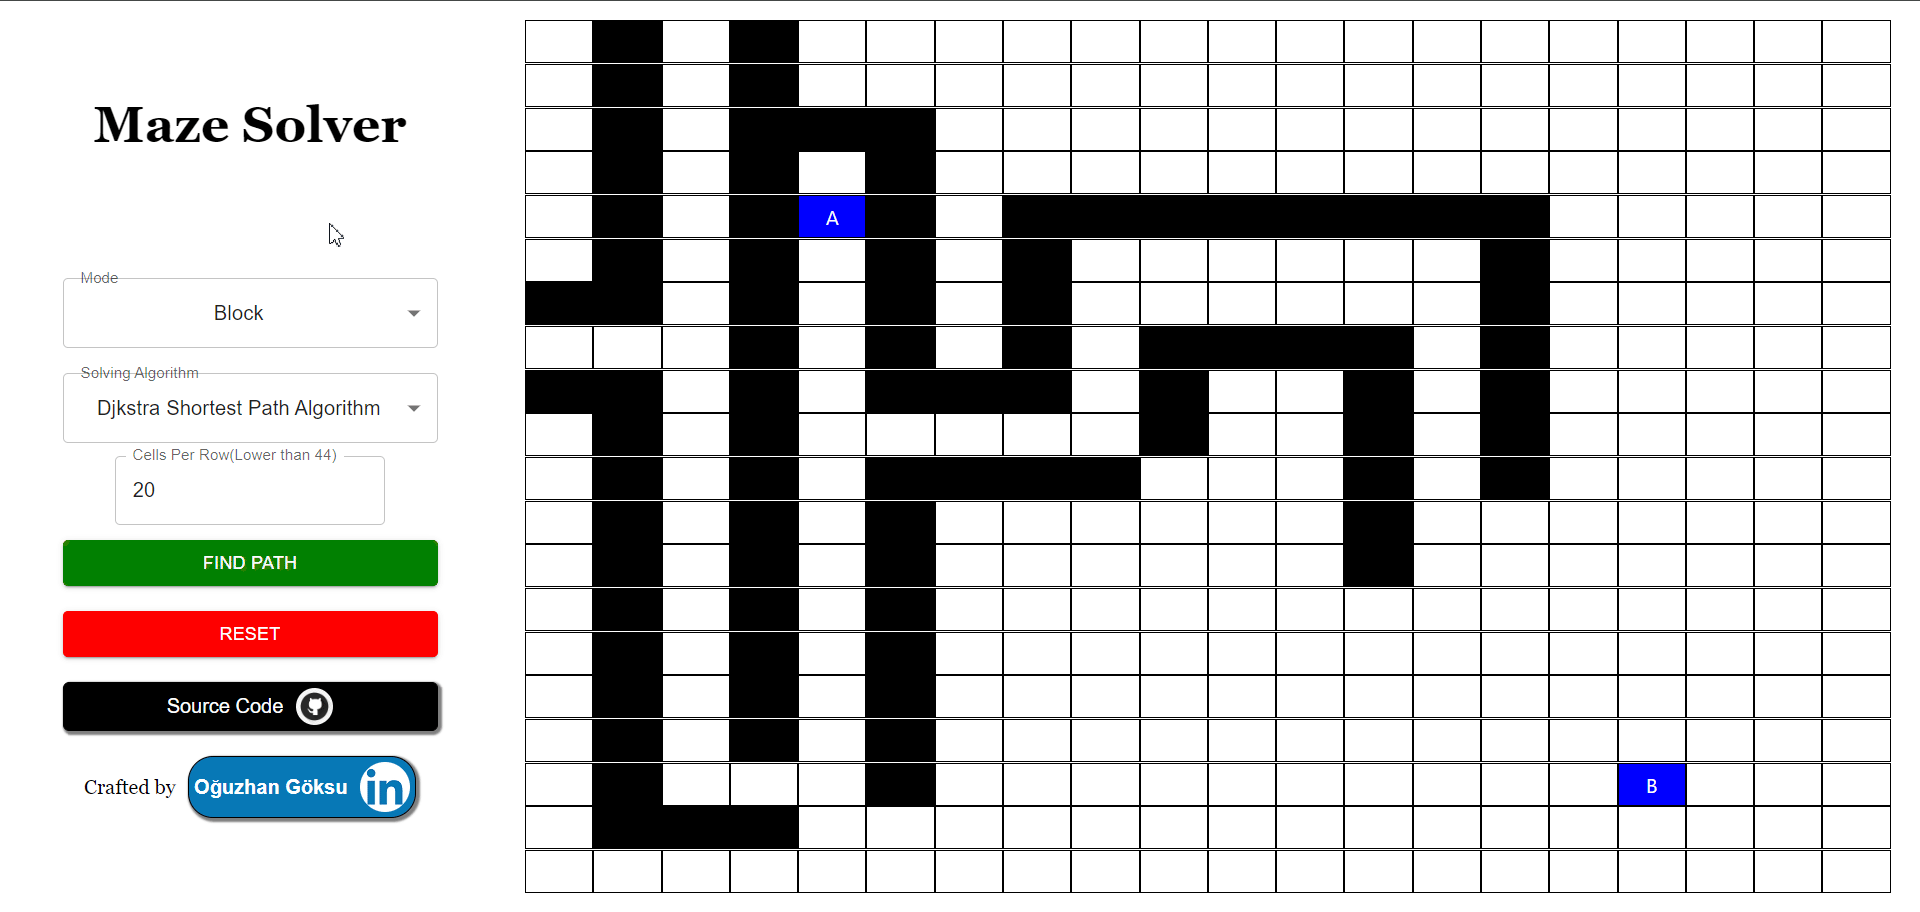 Maze Solver
Mode
Block
Solving Algorithm
Djkstra Shortest Path Algorithm
Cells Per Row(Lower than 44)
20
FIND PATH
RESET
Source Code
Crafted by Oğuzhan Göksu in
A
B